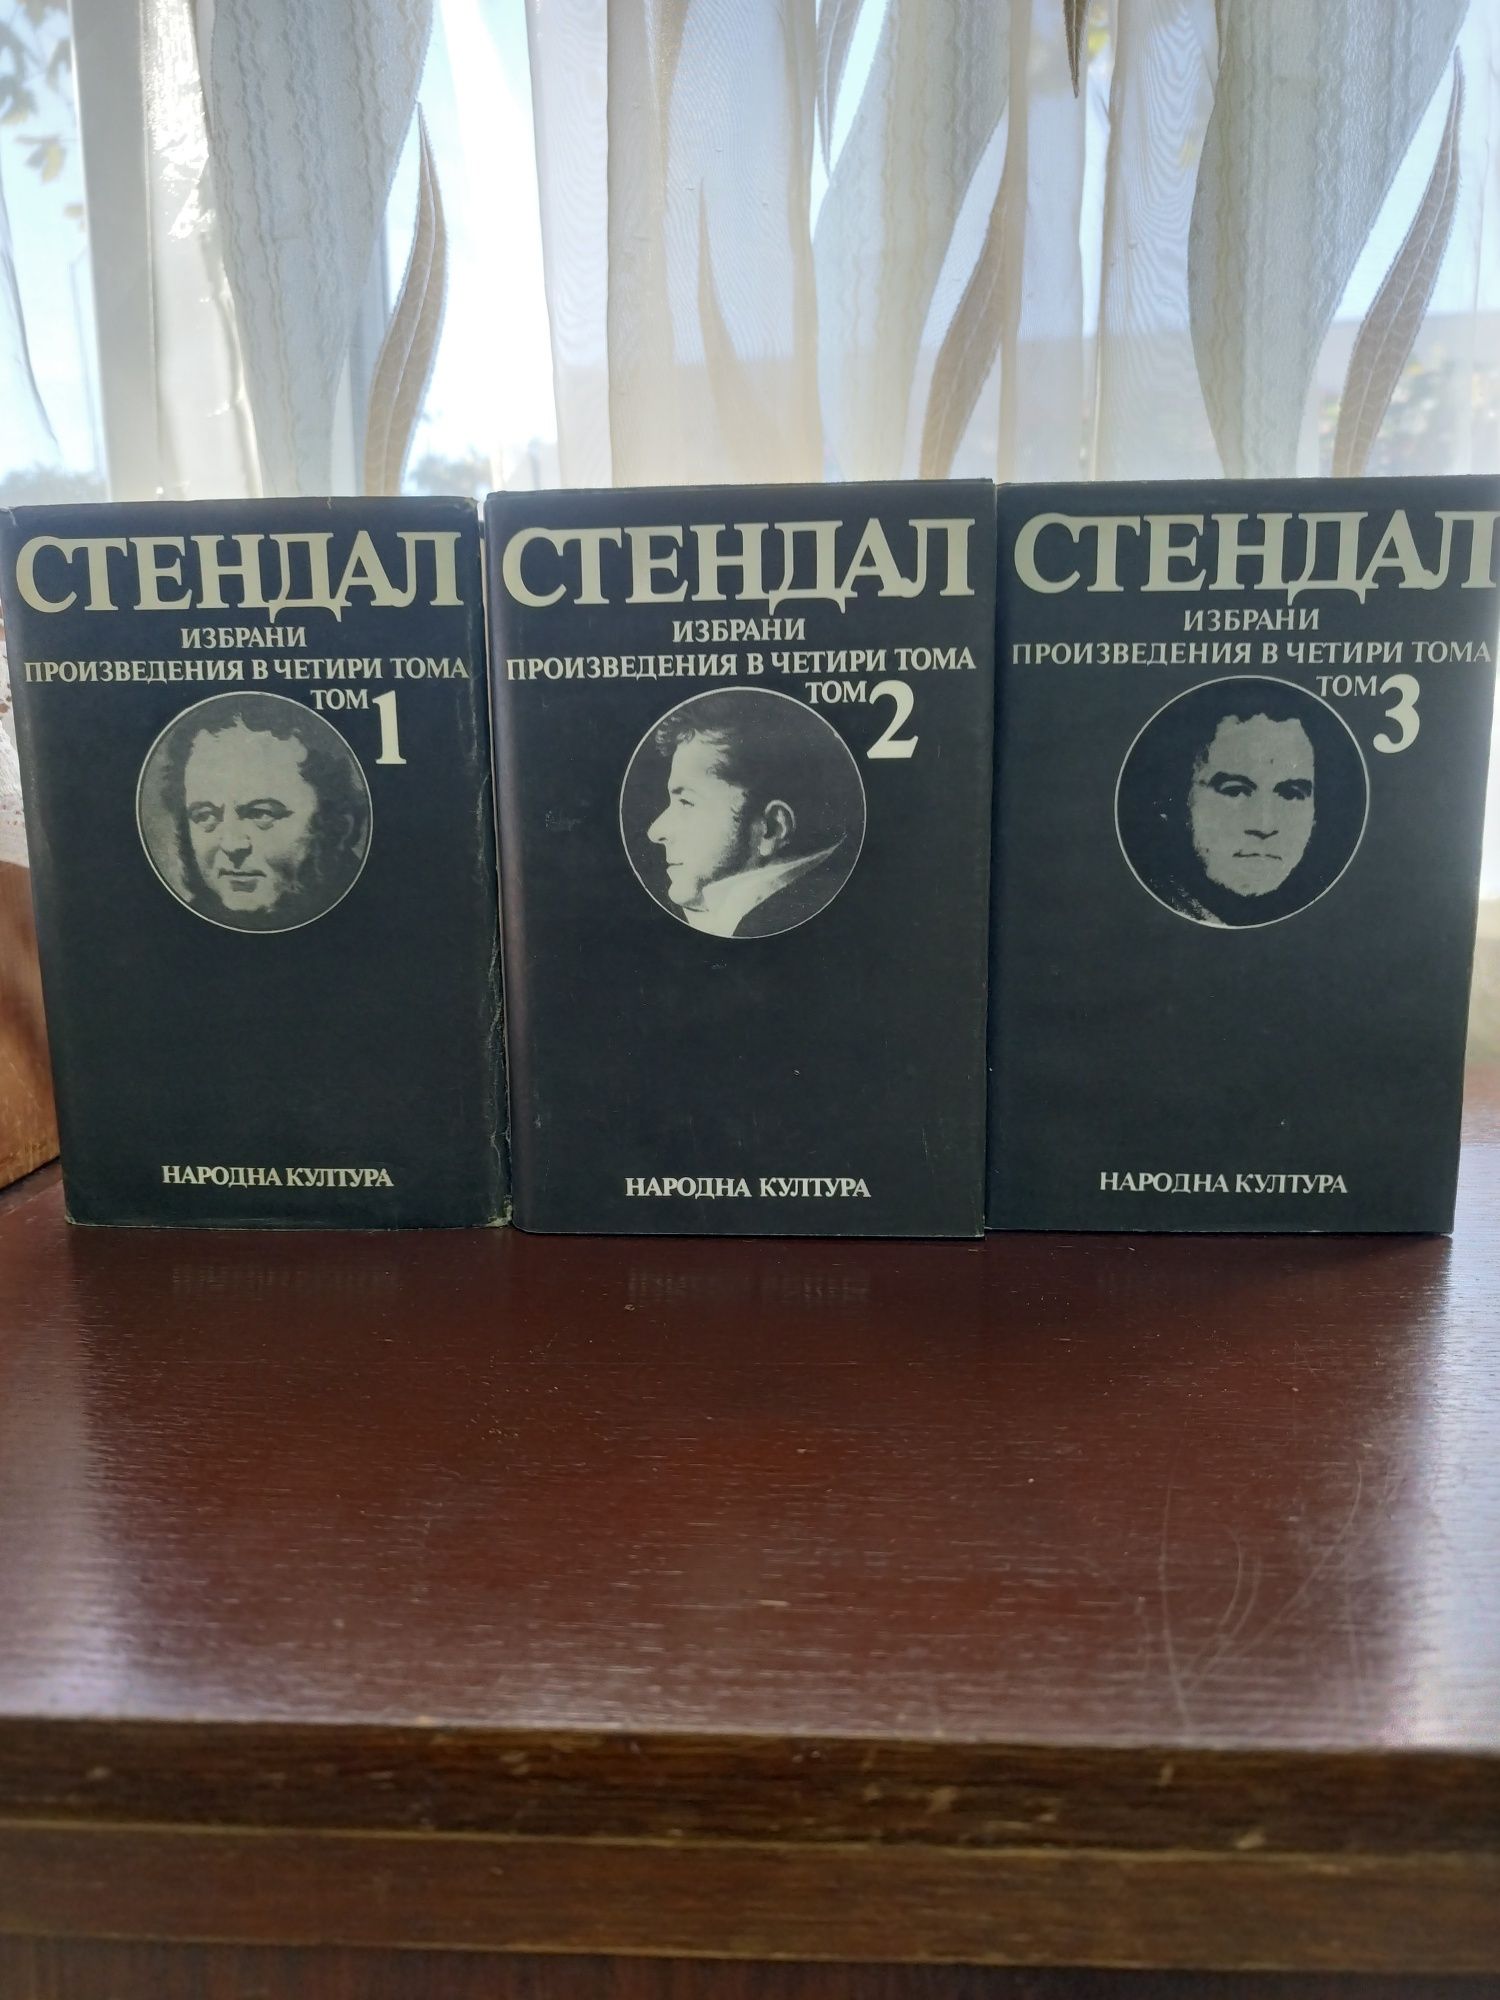 СТЕНДАЛ
ИЗБРАНИ
ПРОИЗВЕДЕНИЯ В ЧЕТИРИ ТОМА
ТОМ 1
НАРОДНА КУЛТУРА
СТЕНДАЛ
ИЗБРАНИ
ПРОИЗВЕДЕНИЯ В ЧЕТИРИ ТОМА
ТОМ 2
НАРОДНА КУЛТУРА
СТЕНДАЛ
ИЗБРАНИ
ПРОИЗВЕДЕНИЯ В ЧЕТИРИ ТОМА
ТОМ 3
НАРОДНА КУЛТУРА